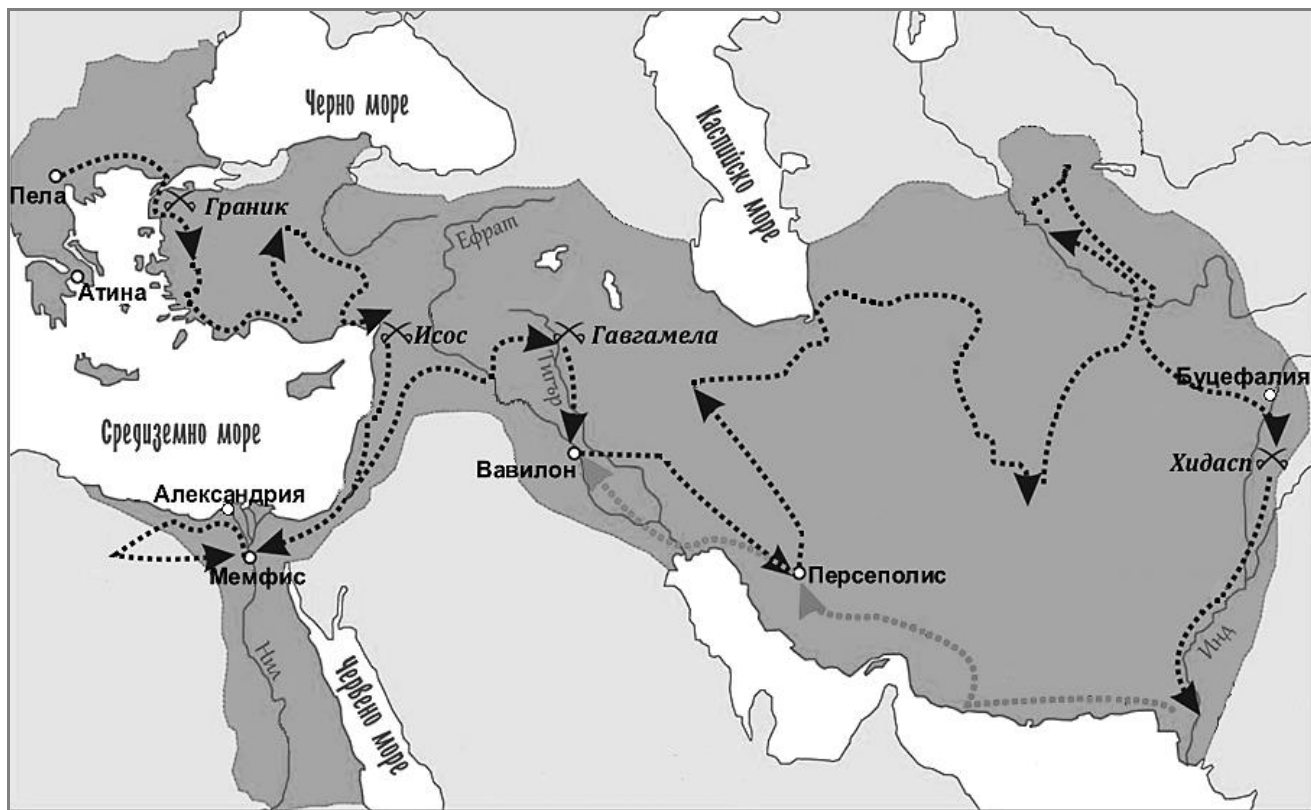 Черно море
Каспийско море
Пела
Граник
Ефрат
Атина
Исос
Гавгамела
Тигър
Буцефалия
Средиземно море
Вавилон
Хидасп
Александрия
Мемфис
Персеполис
Нил
Червено море
Инд